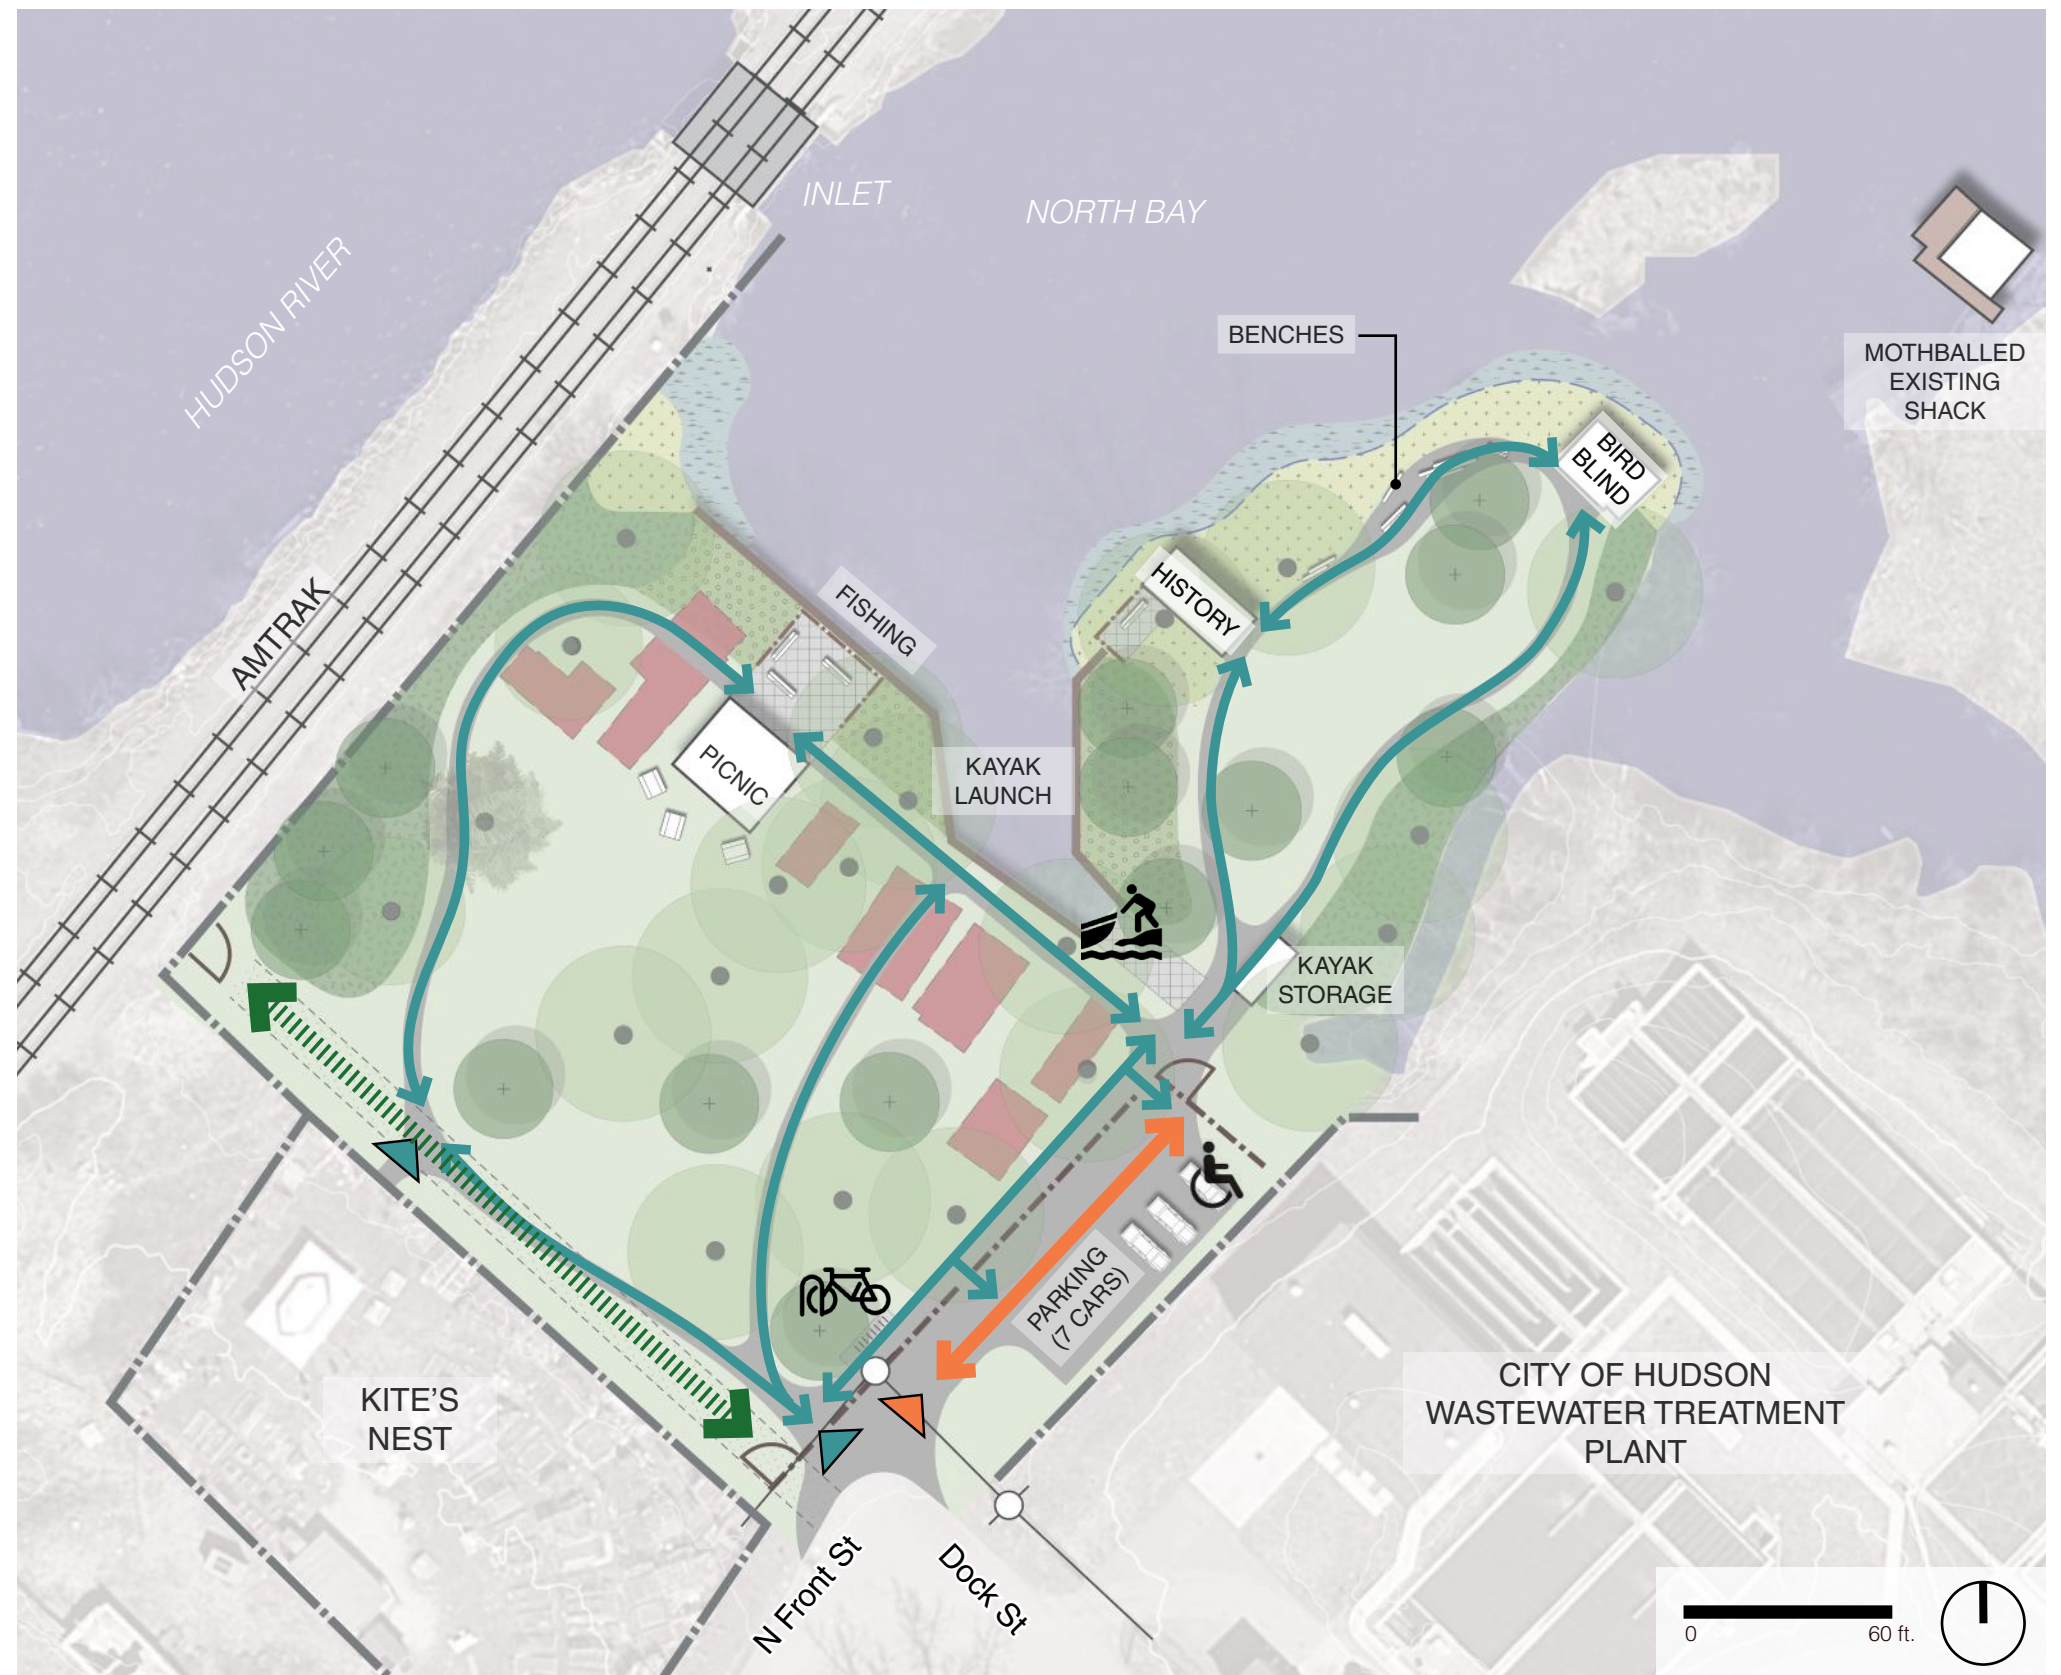 INLET
NORTH BAY
HUDSON RIVER
BENCHES
MOTHBALLED
EXISTING
SHACK
BIRD
BLIND
HISTORY
FISHING
AMTRAK
PICNIC
KAYAK
LAUNCH
KAYAK
STORAGE
PARKING
(7 CARS)
KITE'S
NEST
CITY OF HUDSON
WASTEWATER TREATMENT
PLANT
N Front St
Dock St
0
60 ft.